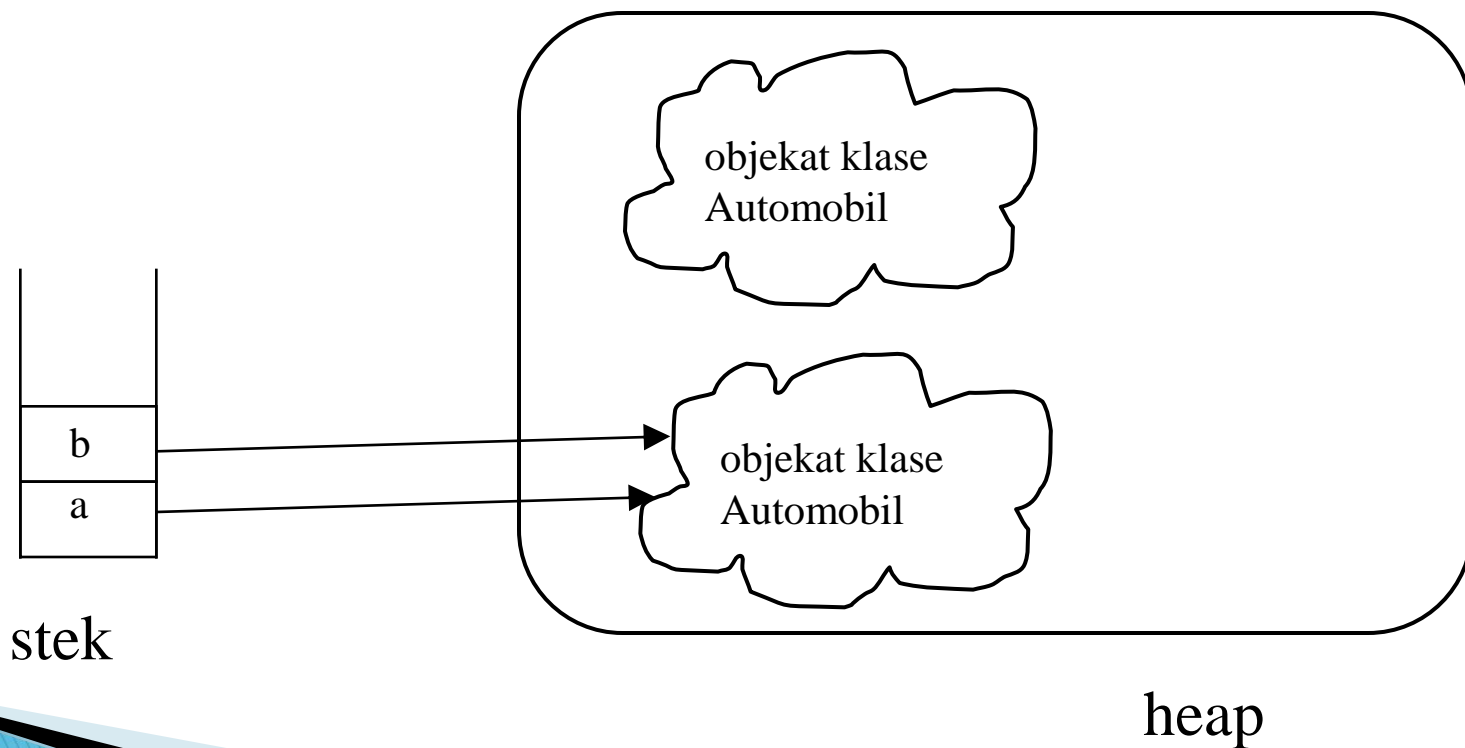 objekat klase
Automobil
b
a
objekat klase
Automobil
stek
heap